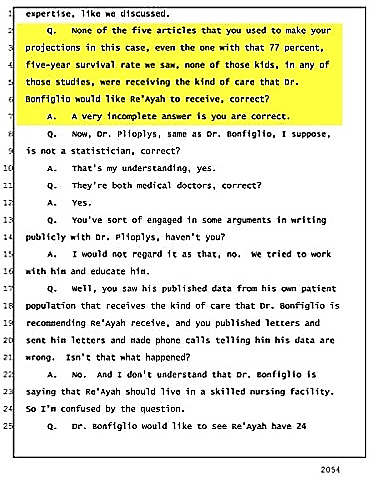 1 expertise, like we discussed.
2 Q. None of the five articles that you used to make your
3 projections in this case, even the one with that 77 percent,
4 five-year survival rate we saw, none of those kids, in any of
5 those studies, were receiving the kind of care that Dr.
6 Bonfiglio would like Re'Ayah to receive, correct?
7 A. A very incomplete answer is you are correct.
8 Q. Now, Dr. Plioplys, same as Dr. Bonfiglio, I suppose,
9 is not a statistician, correct?
10 A. That's my understanding, yes.
11 Q. They're both medical doctors, correct?
12 A. Yes.
13 Q. You've sort of engaged in some arguments in writing
14 publicly with Dr. Plioplys, haven't you?
15 A. I would not regard it as that, no. We tried to work
16 with him and educate him.
17 Q. Well, you saw his published data from his own patient
18 population that receives the kind of care that Dr. Bonfiglio is
19 recommending Re'Ayah receive, and you published letters and
20 sent him letters and made phone calls telling him his data are
21 wrong. Isn't that what happened?
22 A. No. And I don't understand that Dr. Bonfiglio is
23 saying that Re'Ayah should live in a skilled nursing facility.
24 So I'm confused by the question.
25 Q. Dr. Bonfiglio would like to see Re'Ayah have 24
2054